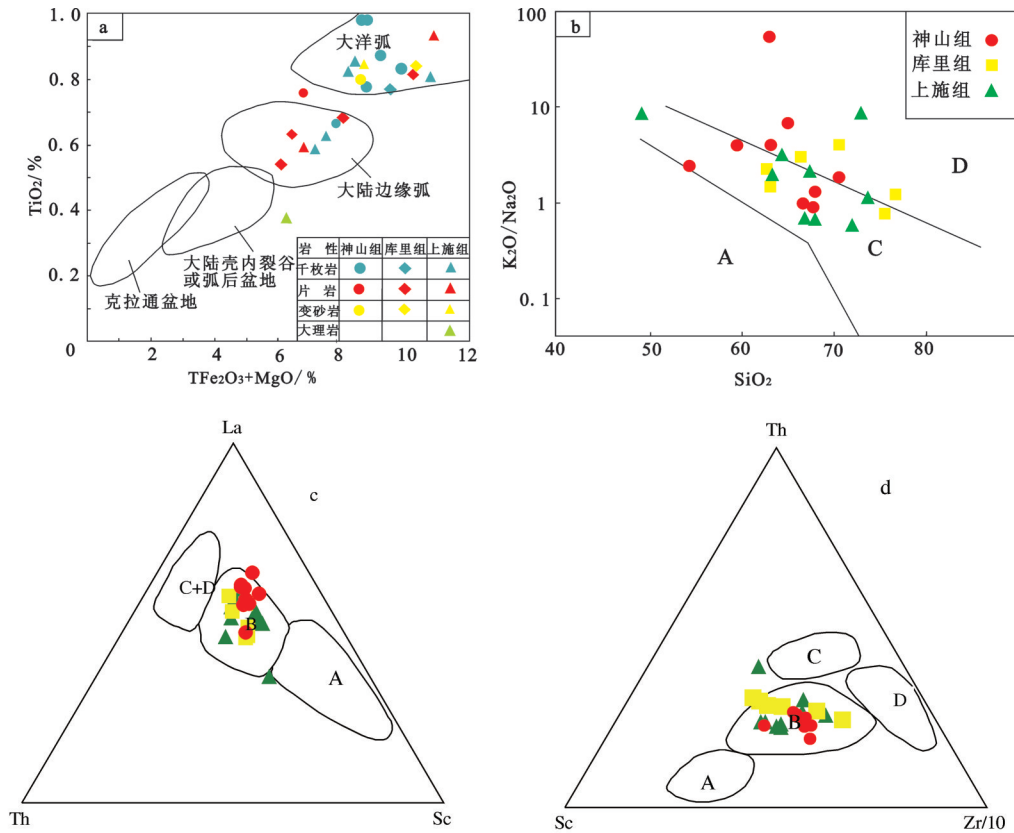 a
1.0
0.8
0.6
0.4
0.2
0
TiO₂/%
2
4
6
8
10
12
TFe₂O₃+MgO/%
大洋弧
大陆边缘弧
大陆壳内裂谷
或弧后盆地
克拉通盆地
岩 性 神山组 库里组 上施组
千枚岩
片 岩
变砂岩
大理岩
b
100
10
1
0.1
K₂O/Na₂O
40
50
60
70
80
90
SiO₂
神山组
库里组
上施组
D
C
A
La
c
C+D
B
A
Th
Sc
Th
d
C
D
B
A
Sc
Zr/10